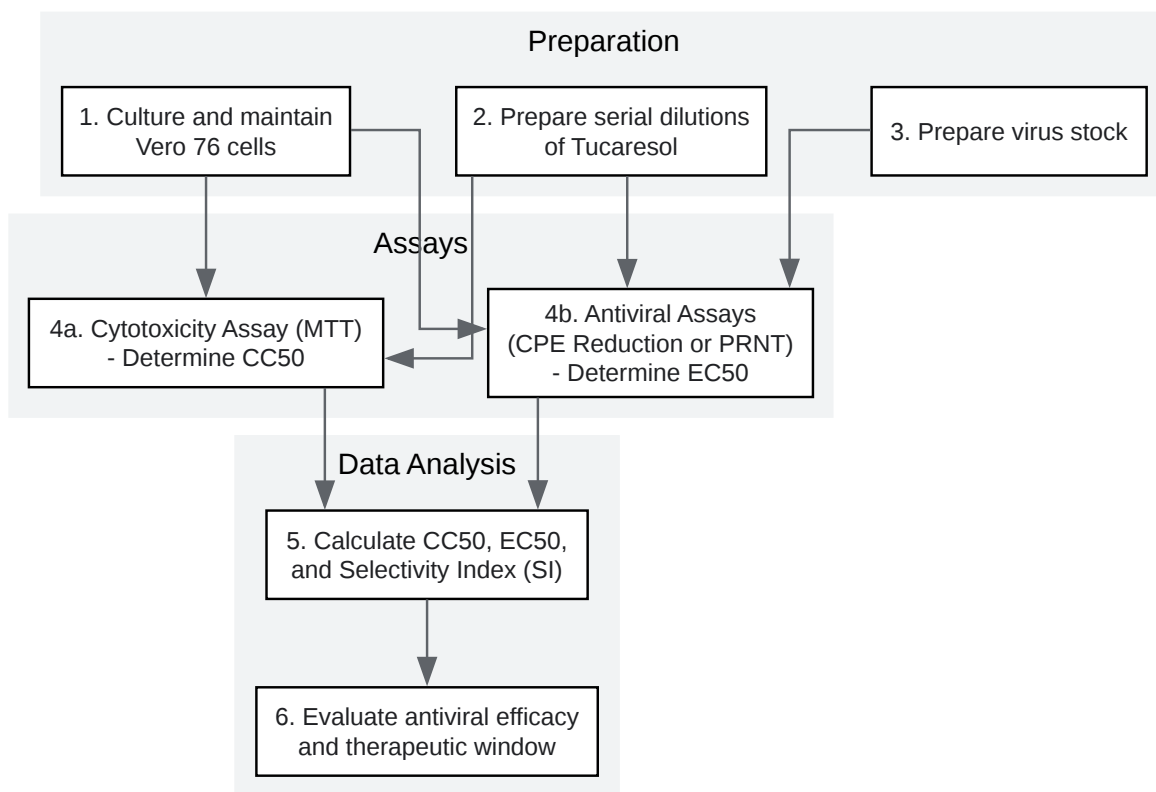 Preparation
1. Culture and maintain
Vero 76 cells
2. Prepare serial dilutions
of Tucaresol
3. Prepare virus stock
Assays
4a. Cytotoxicity Assay (MTT)
- Determine CC50
4b. Antiviral Assays
(CPE Reduction or PRNT)
- Determine EC50
Data Analysis
5. Calculate CC50, EC50,
and Selectivity Index (SI)
6. Evaluate antiviral efficacy
and therapeutic window